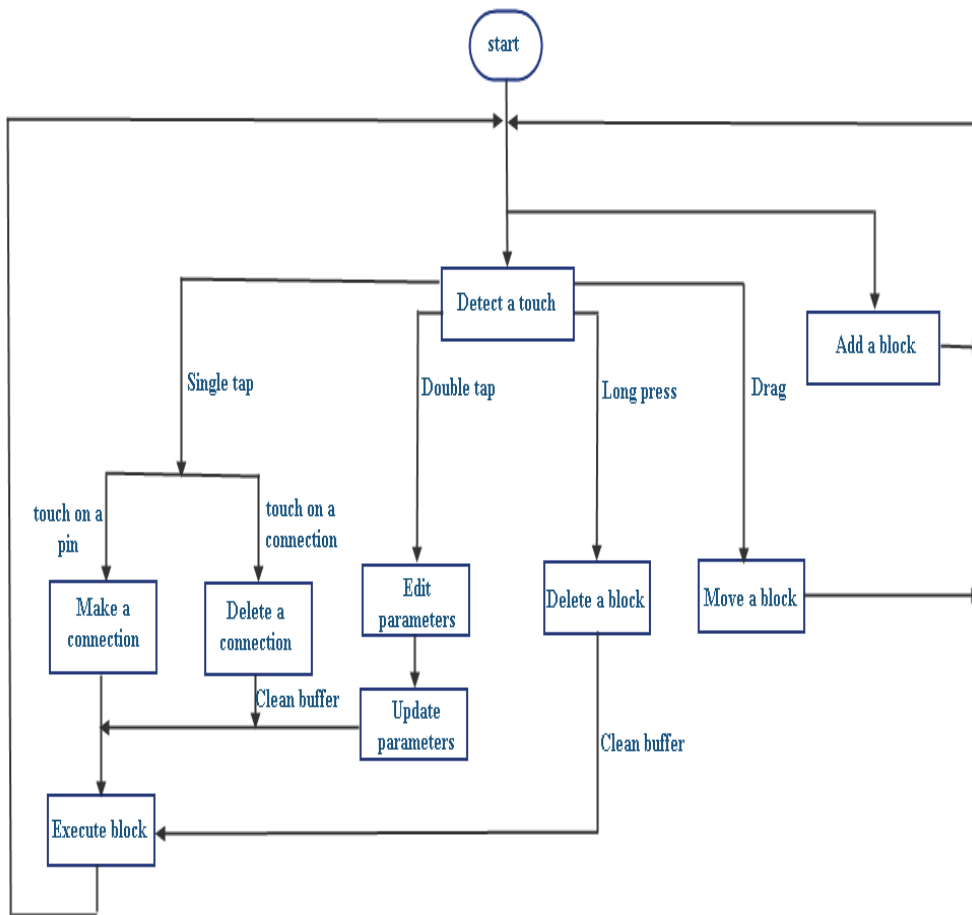 start
Detect a touch
Add a block
Single tap
Double tap
Long press
Drag
touch on a
pin
touch on a
connection
Make a
connection
Delete a
connection
Edit
parameters
Delete a block
Move a block
Clean buffer
Update
parameters
Clean buffer
Execute block